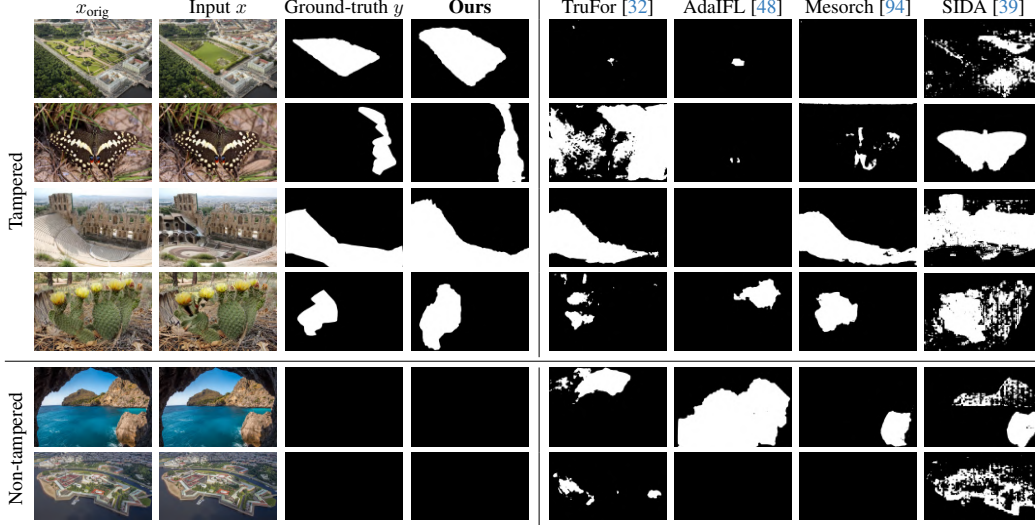 x_orig Input x Ground-truth y Ours TruFor [32] AdaIFL [48] Mesorch [94] SIDA [39]
Tampered
Non-tampered